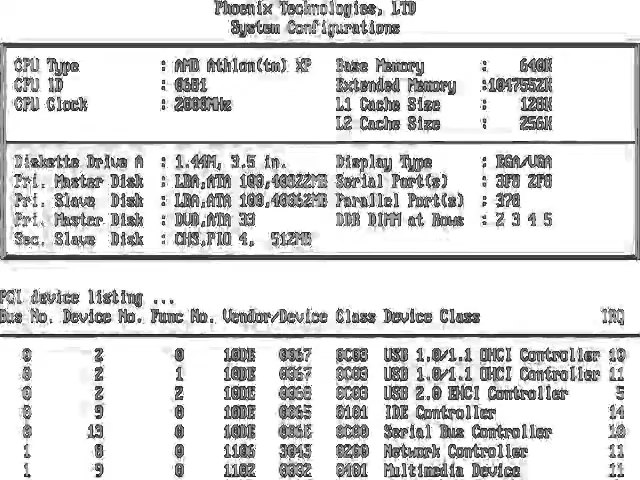 Phoenix Technologies, LTD
System Configurations
CPU Type : AMD Athlon(tm) XP Base Memory : 640K
CPU ID : 0681 Extended Memory :1047552K
CPU Clock : 2000MHz L1 Cache Size : 128K
L2 Cache Size : 256K
Diskette Drive A : 1.44M, 3.5 in. Display Type : EGA/VGA
Pri. Master Disk : LBA,ATA 100, Serial Port(s) : 3F8 2F8
Pri. Slave Disk : LBA,ATA 100, Parallel Port(s) : 378
Pri. Master Disk : DVD,ATA 33 DDR DIMM at Rows : 2 3 4 5
Sec. Slave Disk : CHS,PIO 4, 512MB
PCI device listing ...
Bus No. Device No. Func No. Vendor/Device Class Device Class IRQ
0 2 0 10DE 0067 0C03 USB 1.0/1.1 OHCI Controller 10
0 2 1 10DE 0067 0C03 USB 1.0/1.1 OHCI Controller 11
0 2 2 10DE 0068 0C03 USB 2.0 EHCI Controller 5
0 9 0 10DE 0065 0101 IDE Controller 14
0 13 0 10DE 006E 0C00 Serial Bus Controller 10
1 8 0 1106 3043 0200 Network Controller 11
1 9 0 1102 0002 0401 Multimedia Device 11